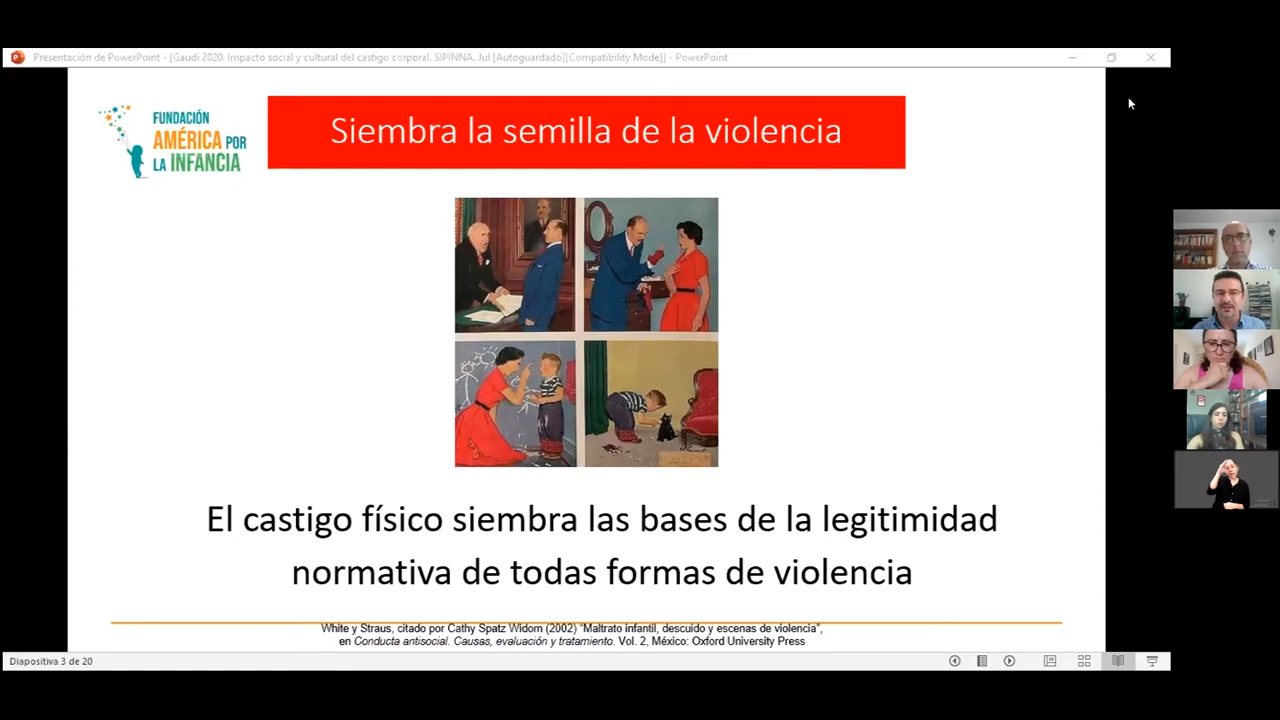 Presentación de PowerPoint - [Gaudi 2020. Impacto social y cultural del castigo corporal. SIPINNA. Jul [Autoguardado][Compatibility Mode]] - PowerPoint
FUNDACIÓN
AMÉRICA POR
LA INFANCIA
Siembra la semilla de la violencia
El castigo físico siembra las bases de la legitimidad
normativa de todas formas de violencia
White y Straus, citado por Cathy Spatz Widom (2002) "Maltrato infantil, descuido y escenas de violencia",
en Conducta antisocial. Causas, evaluación y tratamiento. Vol. 2, México: Oxford University Press
Diapositiva 3 de 20